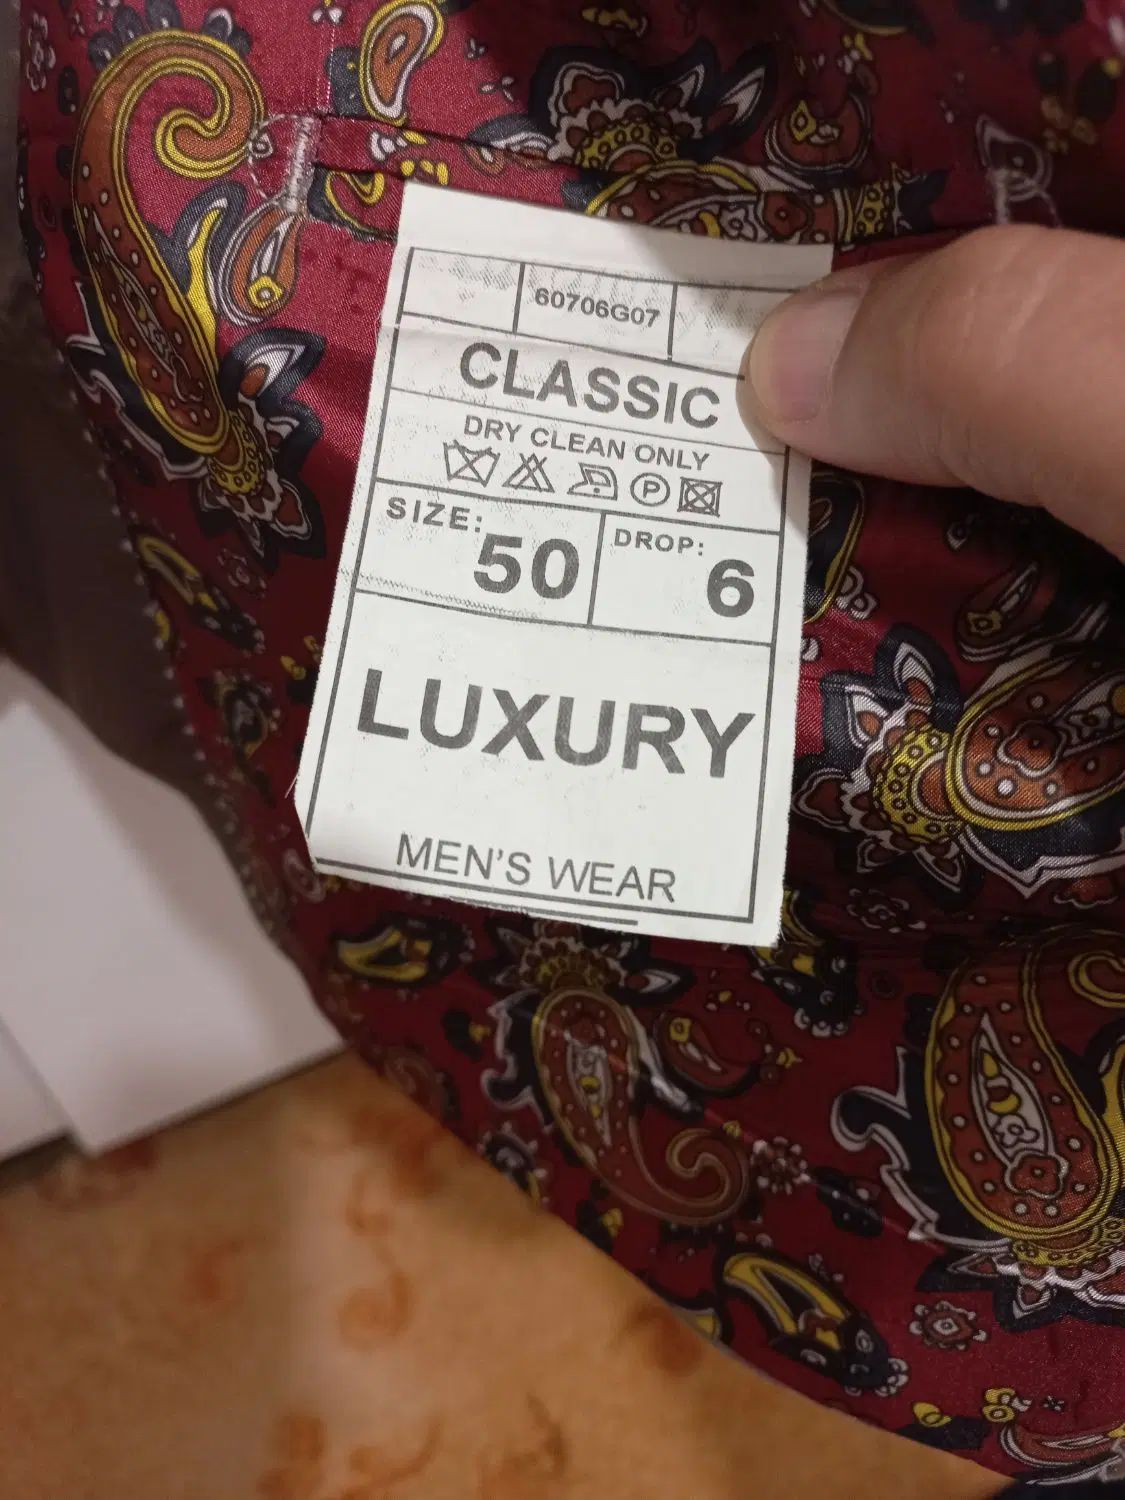 60706G07
CLASSIC
DRY CLEAN ONLY
P
SIZE: 50
DROP: 6
LUXURY
MEN'S WEAR